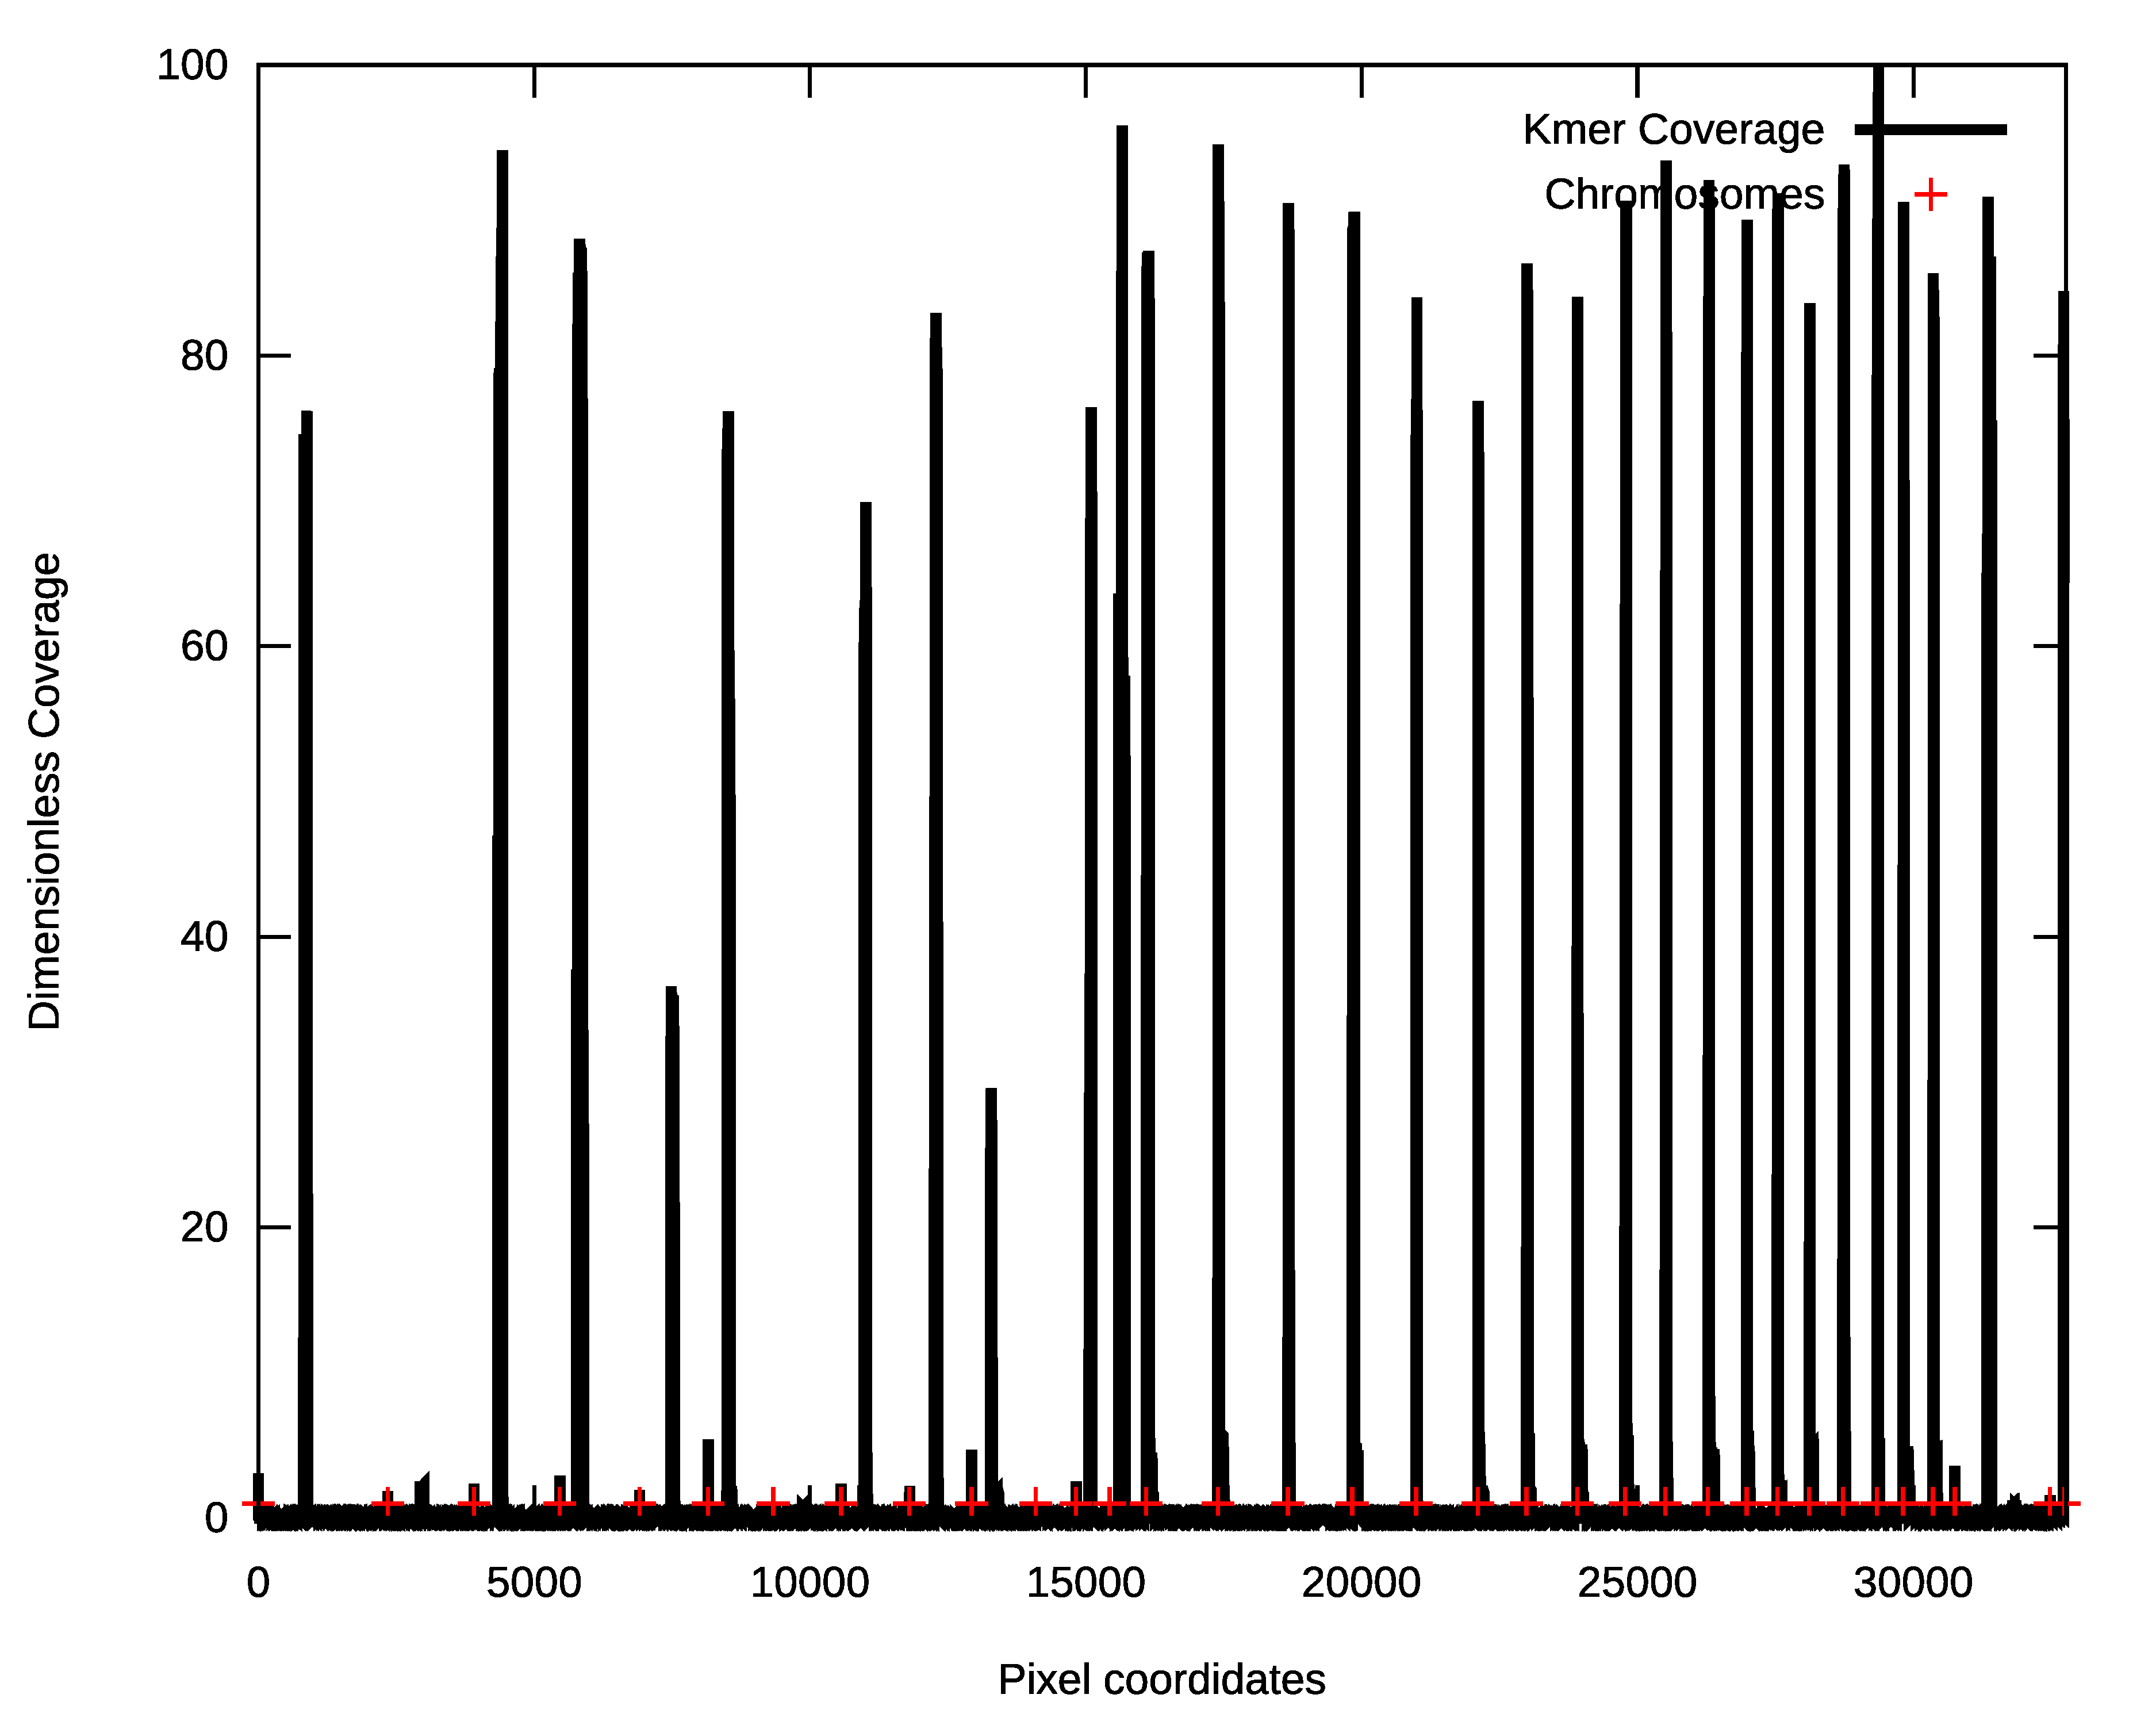 100
80
60
40
20
0
Dimensionless Coverage
Kmer Coverage
Chromosomes
0 5000 10000 15000 20000 25000 30000
Pixel coordidates